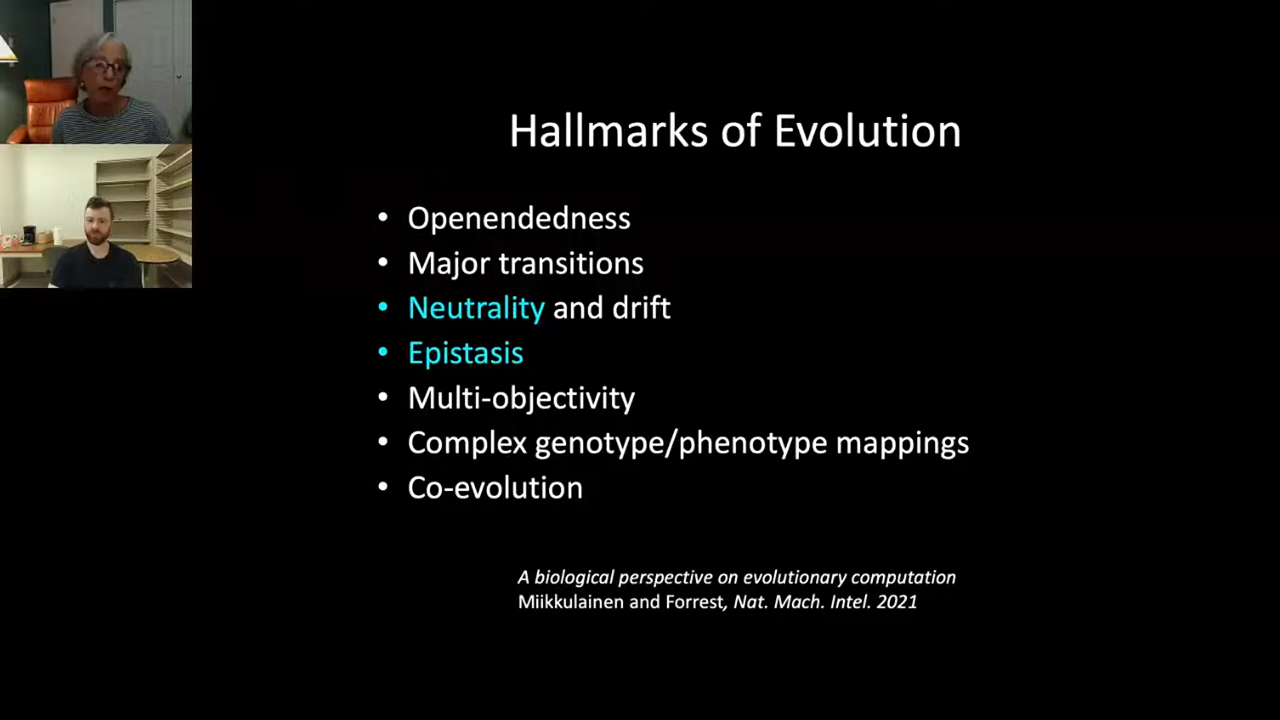 Hallmarks of Evolution
• Openendedness
• Major transitions
• Neutrality and drift
• Epistasis
• Multi-objectivity
• Complex genotype/phenotype mappings
• Co-evolution
A biological perspective on evolutionary computation
Miikkulainen and Forrest, Nat. Mach. Intel. 2021